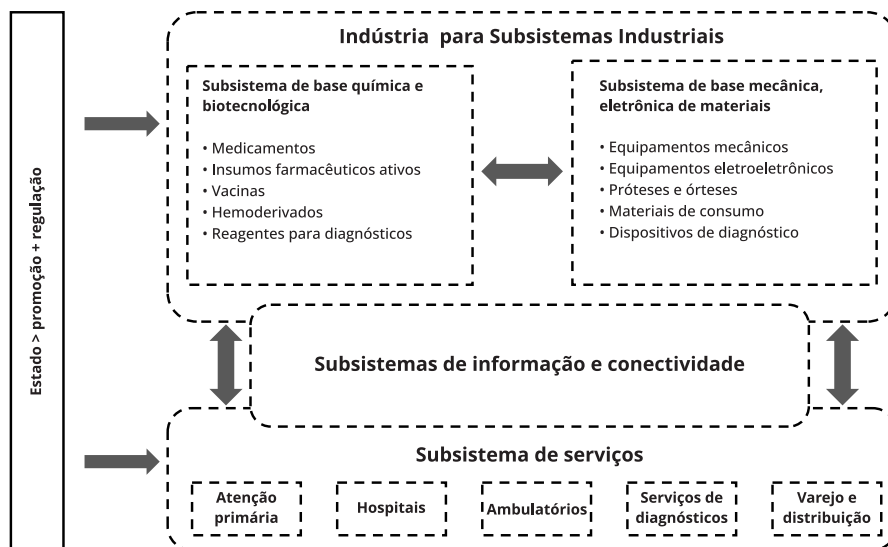 Estado > promoção + regulação
Indústria para Subsistemas Industriais
Subsistema de base química e
biotecnológica
• Medicamentos
• Insumos farmacêuticos ativos
• Vacinas
• Hemoderivados
• Reagentes para diagnósticos
Subsistema de base mecânica,
eletrônica de materiais
• Equipamentos mecânicos
• Equipamentos eletroeletrônicos
• Próteses e órteses
• Materiais de consumo
• Dispositivos de diagnóstico
Subsistemas de informação e conectividade
Subsistema de serviços
Atenção
primária
Hospitais
Ambulatórios
Serviços de
diagnósticos
Varejo e
distribuição